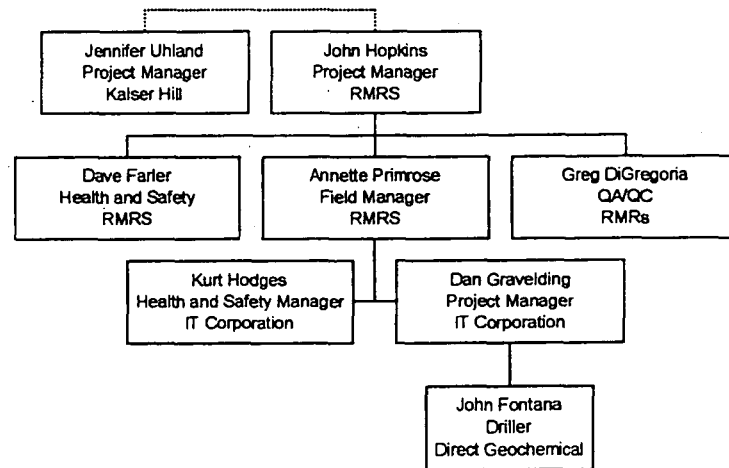 Jennifer Uhland
Project Manager
Kalser Hill
John Hopkins
Project Manager
RMRS
Dave Farler
Health and Safety
RMRS
Annette Primrose
Field Manager
RMRS
Greg DiGregoria
QA/QC
RMRs
Kurt Hodges
Health and Safety Manager
IT Corporation
Dan Gravelding
Project Manager
IT Corporation
John Fontana
Driller
Direct Geochemical